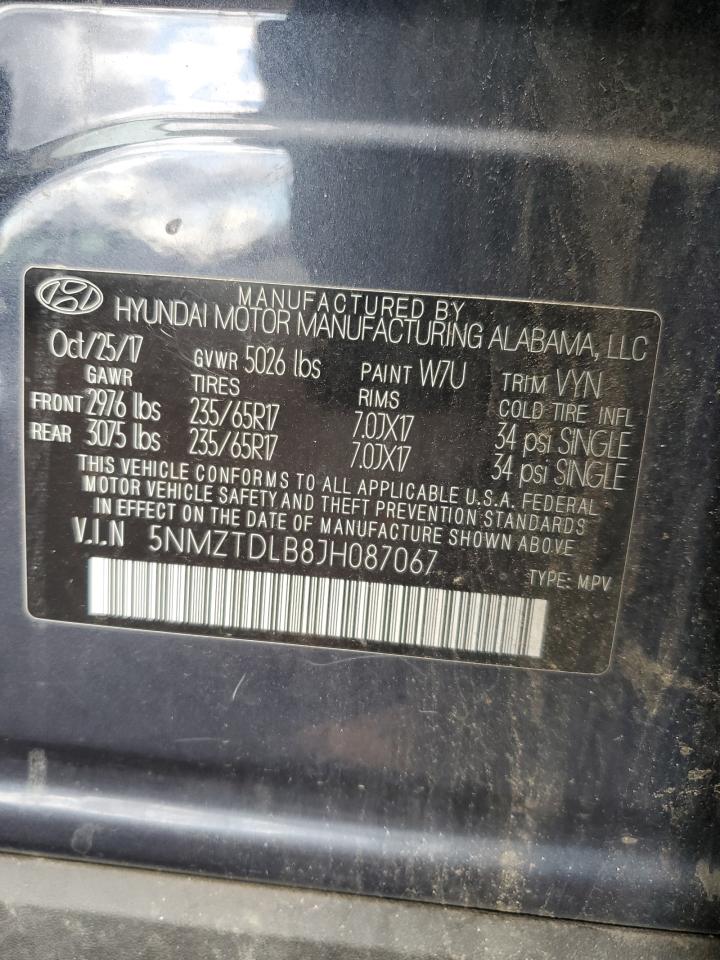 MANUFACTURED BY
HYUNDAI MOTOR MANUFACTURING ALABAMA, LLC
Oct/25/17 GVWR 5026 lbs PAINT W7U TRIM VYN
GAWR TIRES RIMS COLD TIRE INFL
FRONT 2976 lbs 235/65R17 7.0JX17 34 psi SINGLE
REAR 3075 lbs 235/65R17 7.0JX17 34 psi SINGLE
THIS VEHICLE CONFORMS TO ALL APPLICABLE U.S.A. FEDERAL
MOTOR VEHICLE SAFETY AND THEFT PREVENTION STANDARDS
IN EFFECT ON THE DATE OF MANUFACTURE SHOWN ABOVE.
V.I.N 5NMZTDLB8JH087067
TYPE: MPV